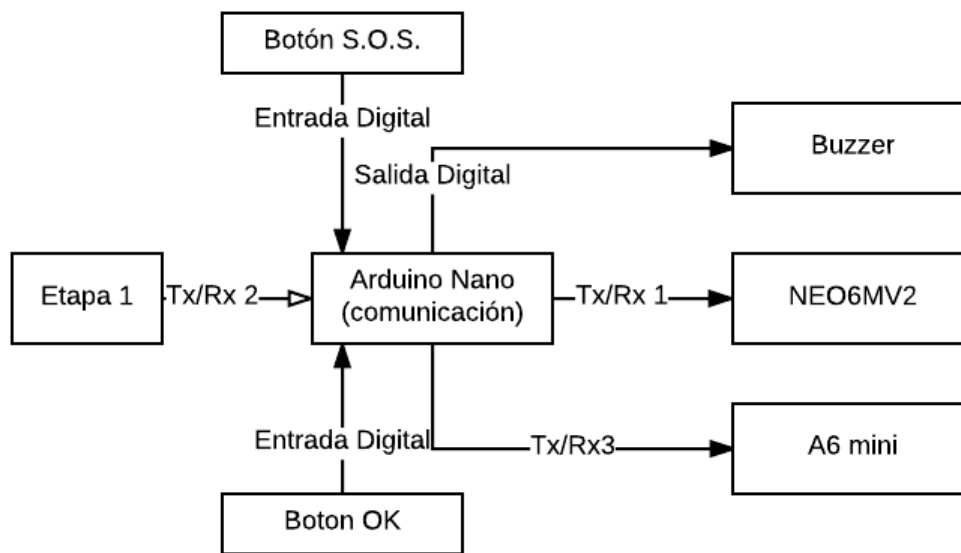 Botón S.O.S.
Entrada Digital
Buzzer
Salida Digital
Etapa 1
Tx/Rx 2
Arduino Nano
(comunicación)
Tx/Rx 1
NEO6MV2
Entrada Digital
Tx/Rx3
A6 mini
Boton OK